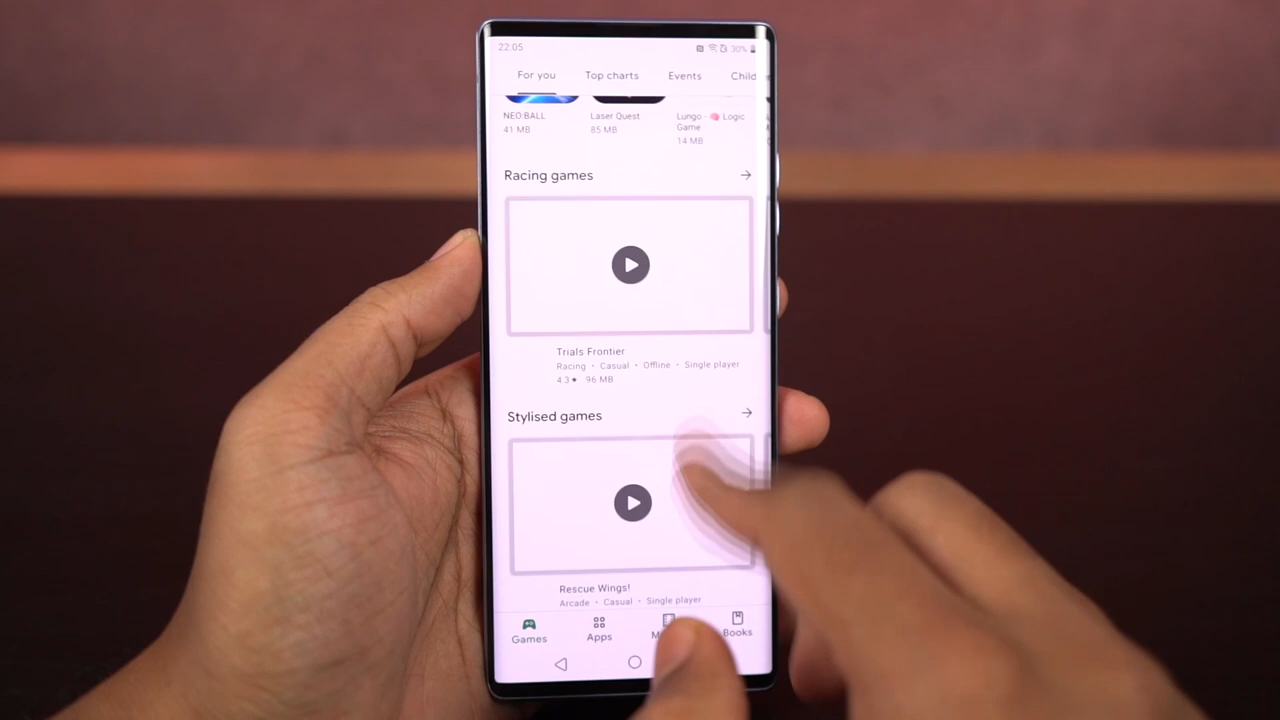 22:05
30%
For you Top charts Events Child
NEO:BALL
41 MB
Laser Quest
85 MB
Lungo - 🧠 Logic
Game
14 MB
Racing games
Trials Frontier
Racing • Casual • Offline • Single player
4.3★ 96 MB
Stylised games
Rescue Wings!
Arcade • Casual • Single player
Games Apps M Books